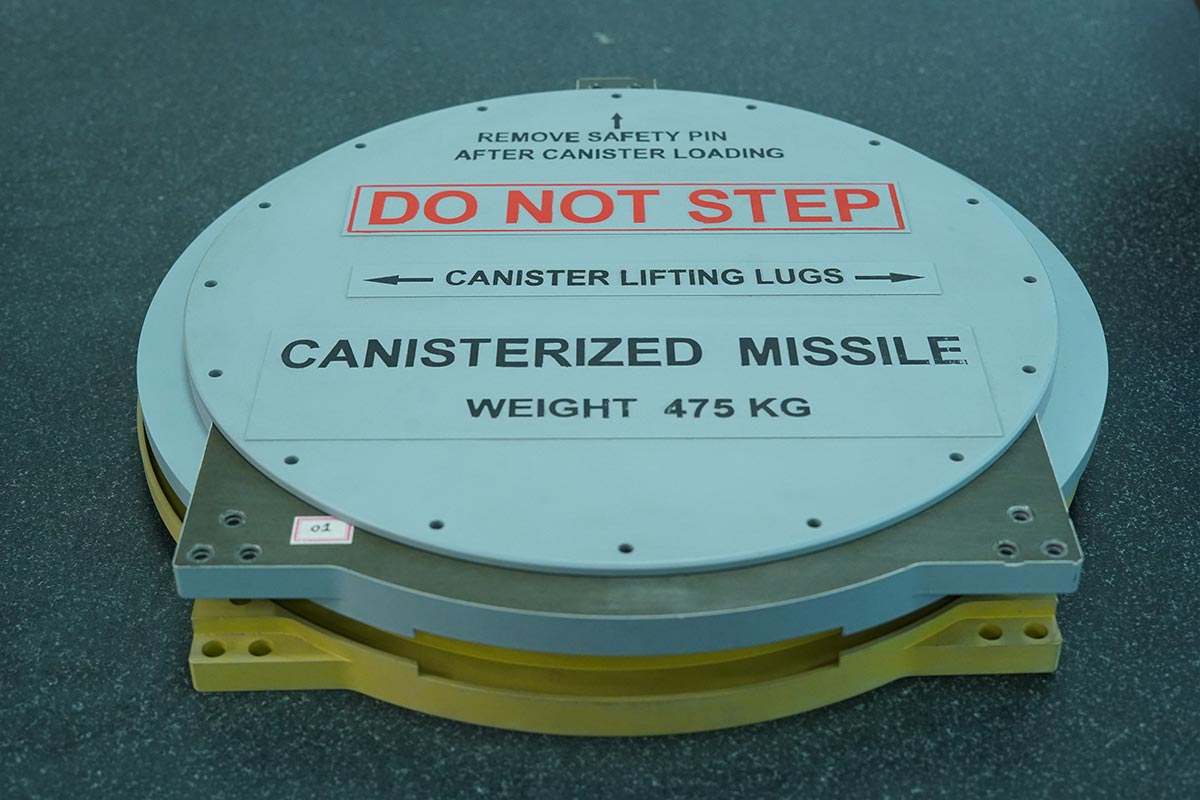 REMOVE SAFETY PIN
AFTER CANISTER LOADING
DO NOT STEP
CANISTER LIFTING LUGS
CANISTERIZED MISSILE
WEIGHT 475 KG
01